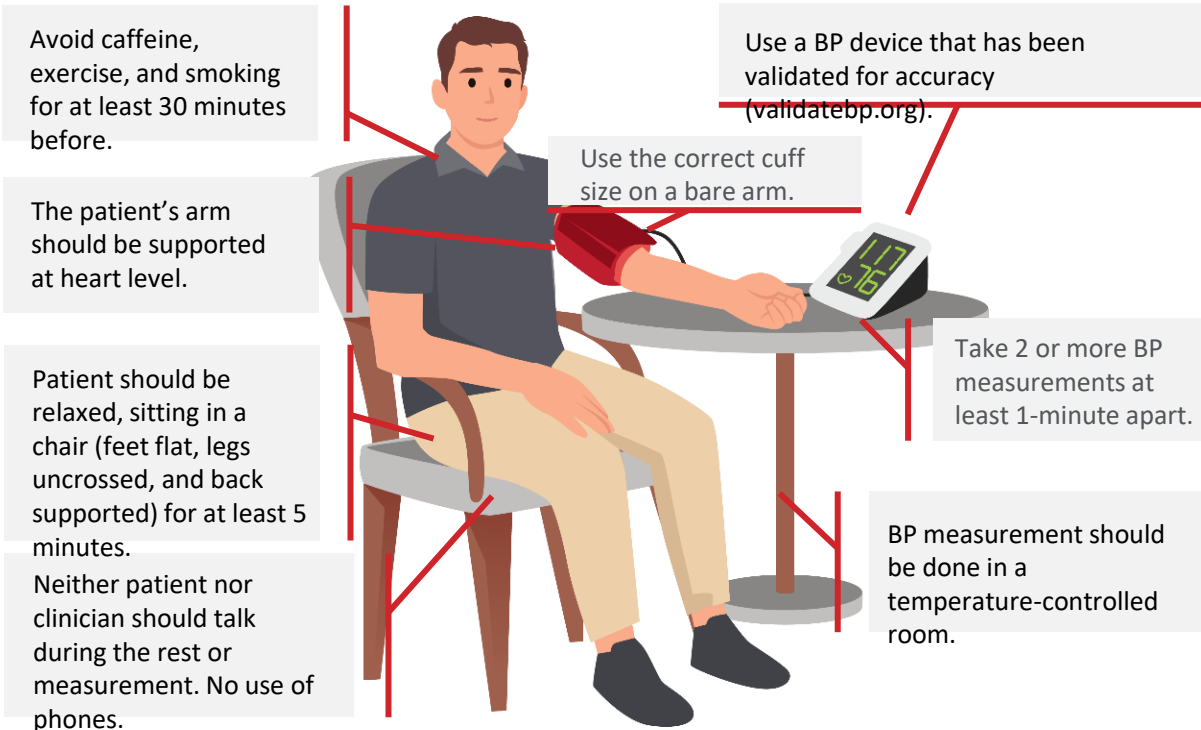 Avoid caffeine,
exercise, and smoking
for at least 30 minutes
before.
The patient’s arm
should be supported
at heart level.
Patient should be
relaxed, sitting in a
chair (feet flat, legs
uncrossed, and back
supported) for at least 5
minutes.
Neither patient nor
clinician should talk
during the rest or
measurement. No use of
phones.
Use a BP device that has been
validated for accuracy
(validatebp.org).
Use the correct cuff
size on a bare arm.
117
76
Take 2 or more BP
measurements at
least 1-minute apart.
BP measurement should
be done in a
temperature-controlled
room.